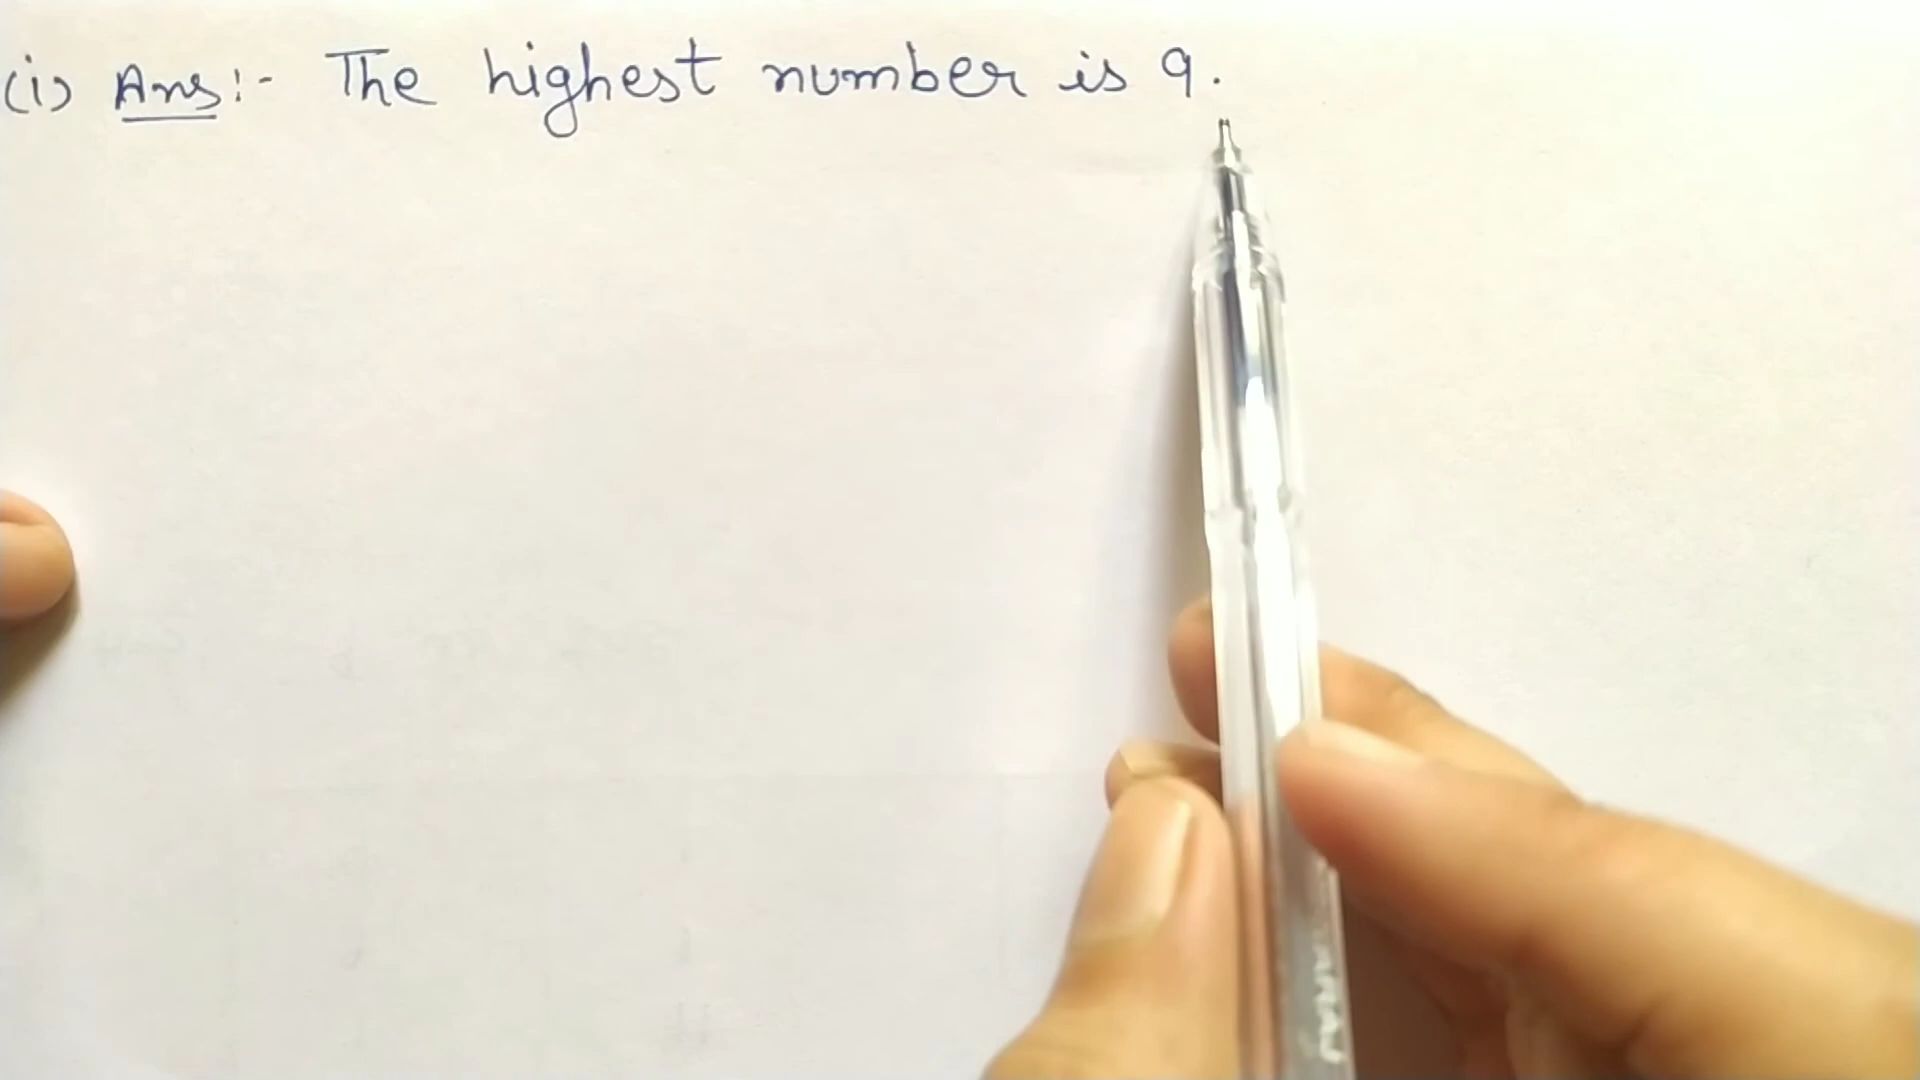 (i) Ans:- The highest number is 9.